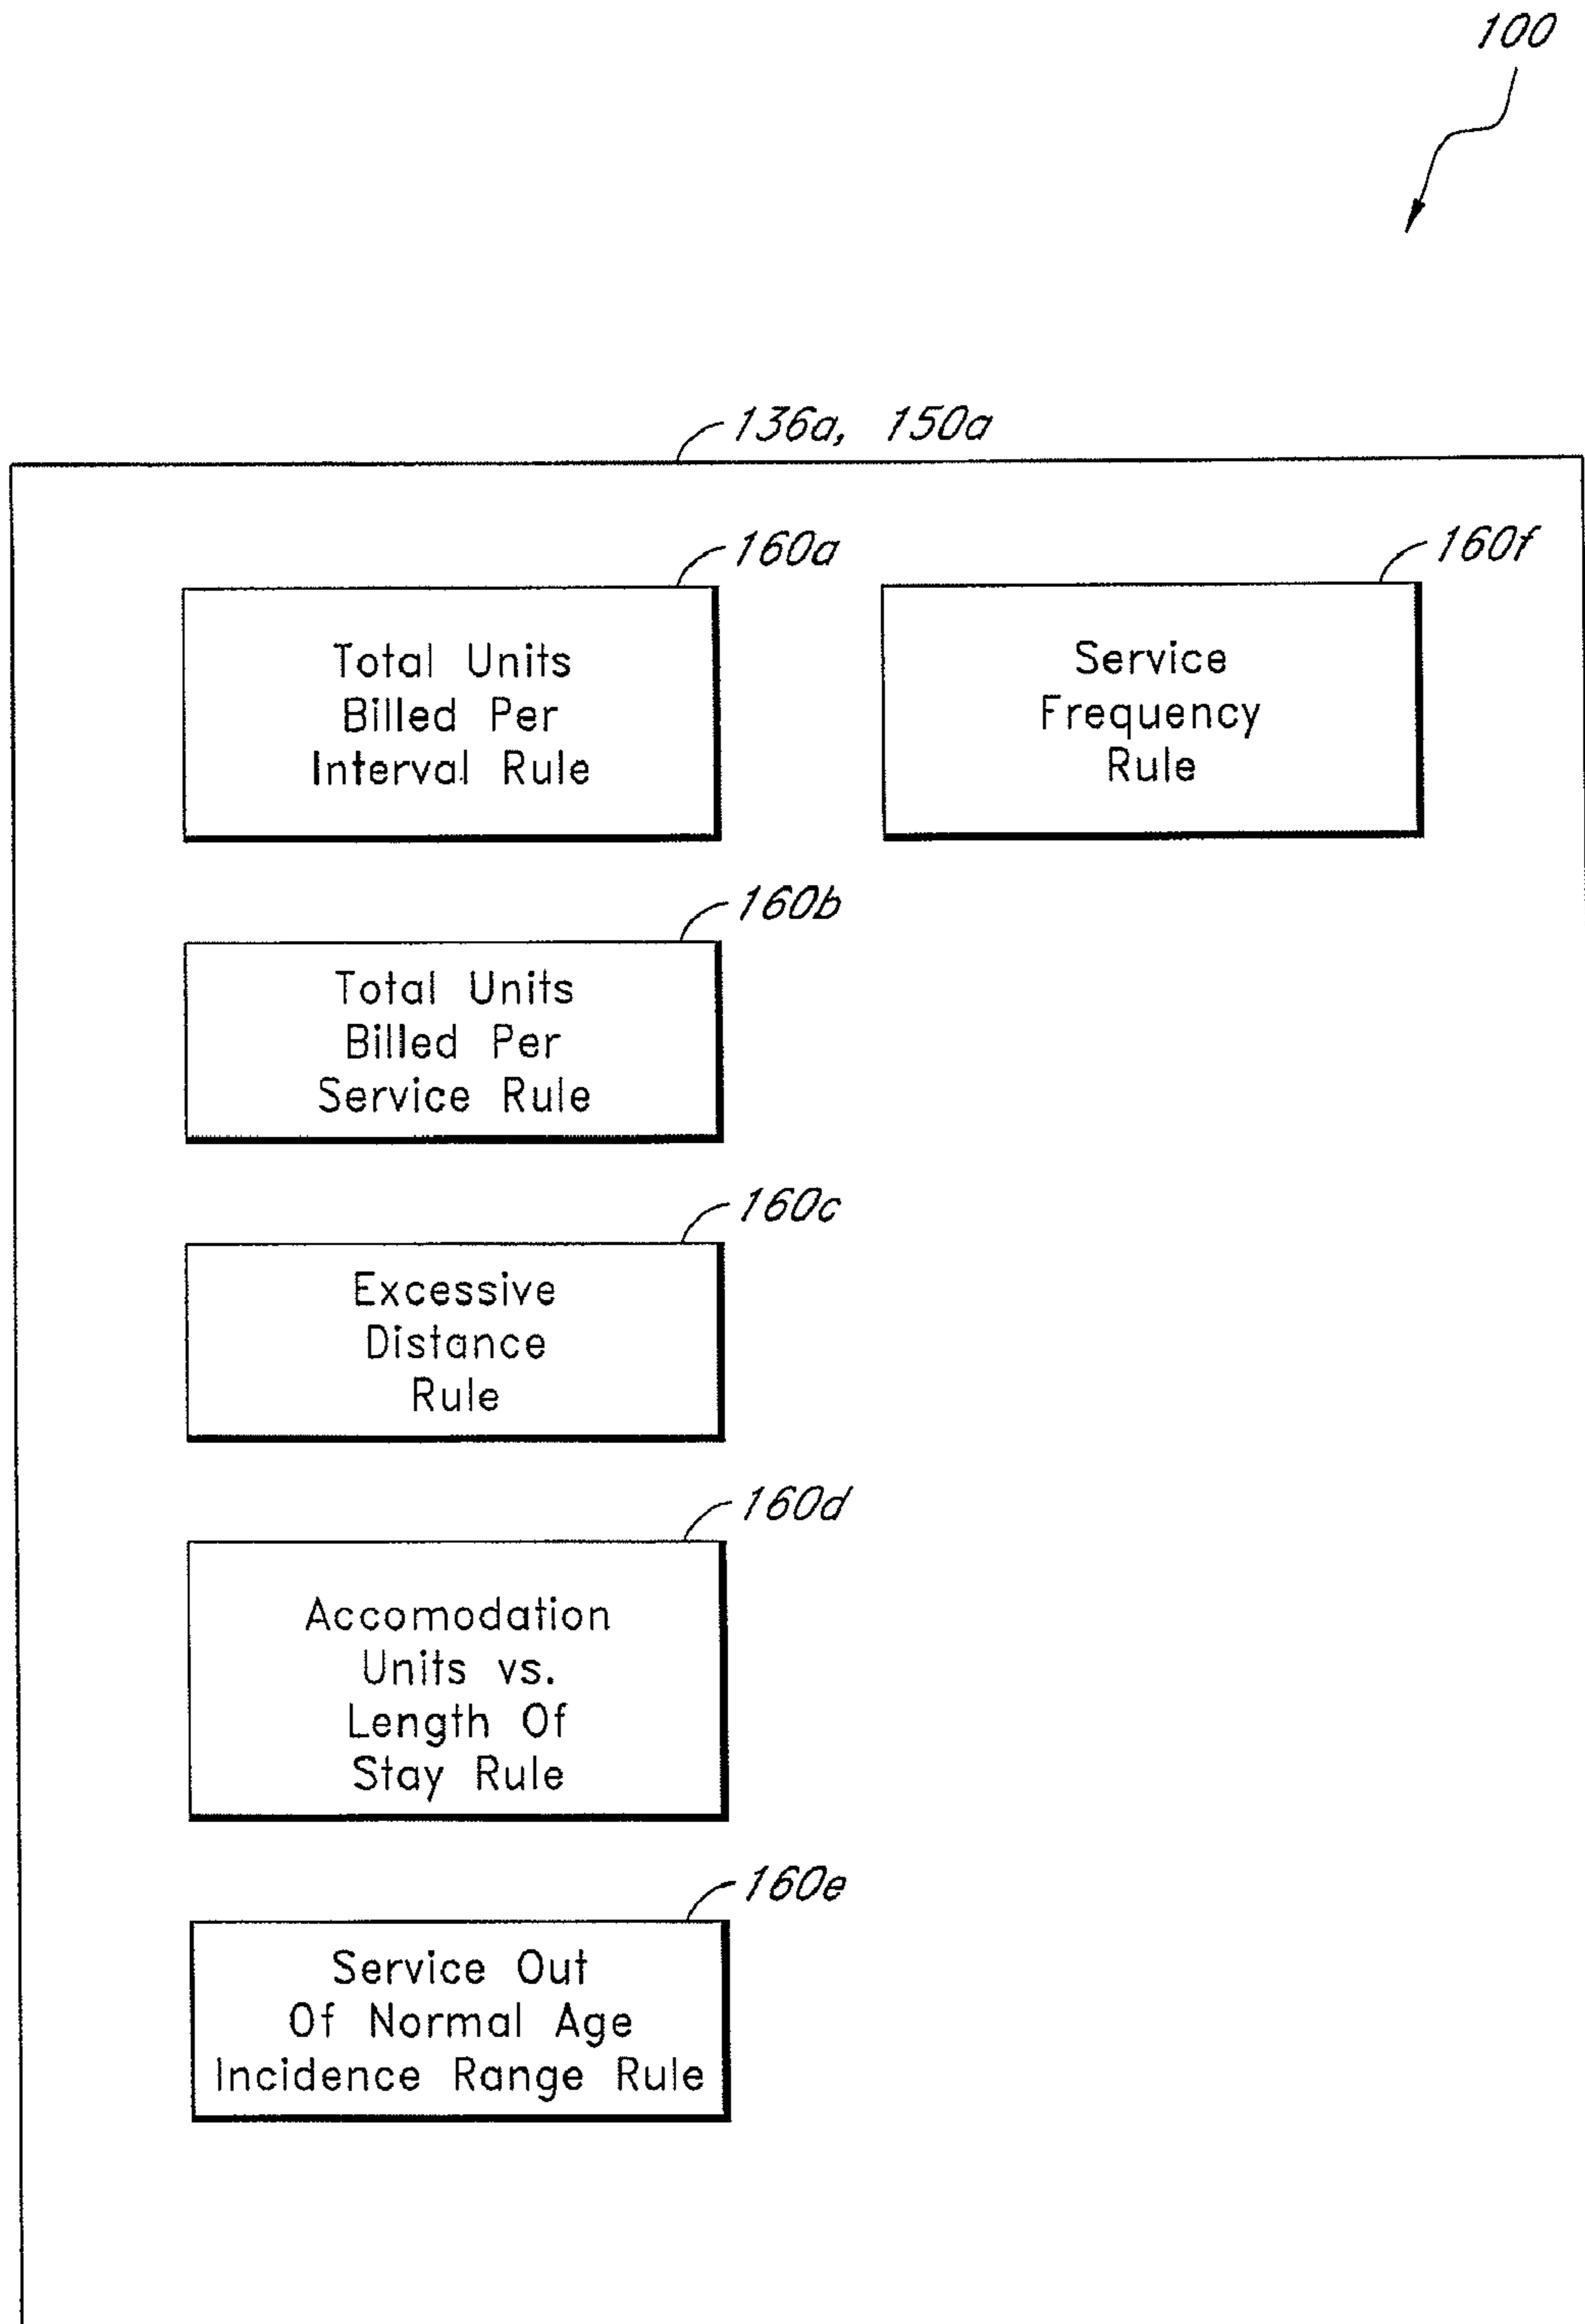 100
136a, 150a
160a
Total Units
Billed Per
Interval Rule
160f
Service
Frequency
Rule
160b
Total Units
Billed Per
Service Rule
160c
Excessive
Distance
Rule
160d
Accomodation
Units vs.
Length Of
Stay Rule
160e
Service Out
Of Normal Age
Incidence Range Rule